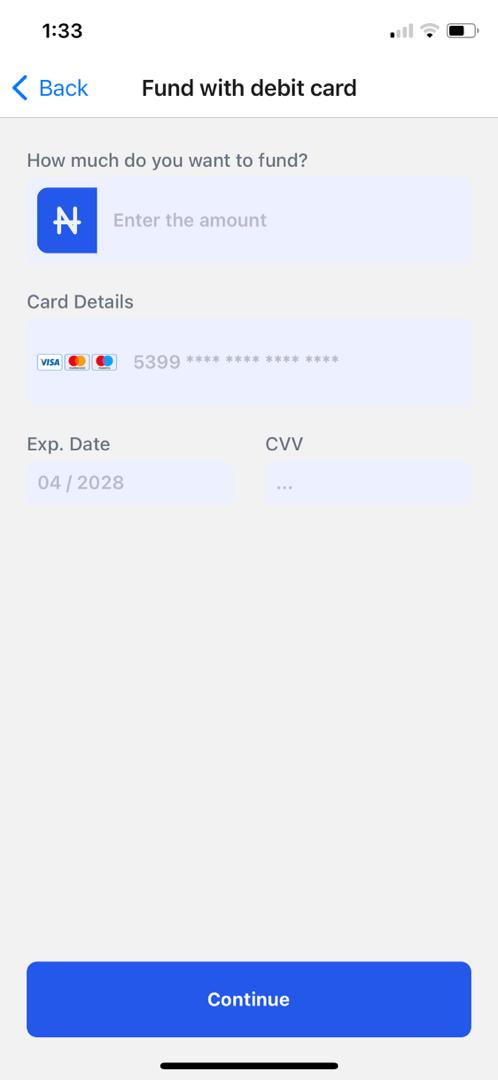 1:33
Back
Fund with debit card
How much do you want to fund?
₦
Enter the amount
Card Details
VISA
5399 **** **** **** ****
Exp. Date
CVV
04 / 2028
...
Continue